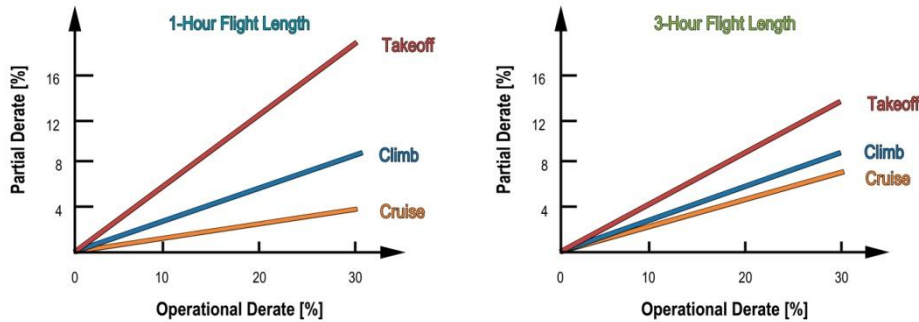 1-Hour Flight Length
Takeoff
Climb
Cruise
Partial Derate [%]
16
12
8
4
0
10
20
30
Operational Derate [%]
3-Hour Flight Length
Takeoff
Climb
Cruise
Partial Derate [%]
16
12
8
4
0
10
20
30
Operational Derate [%]